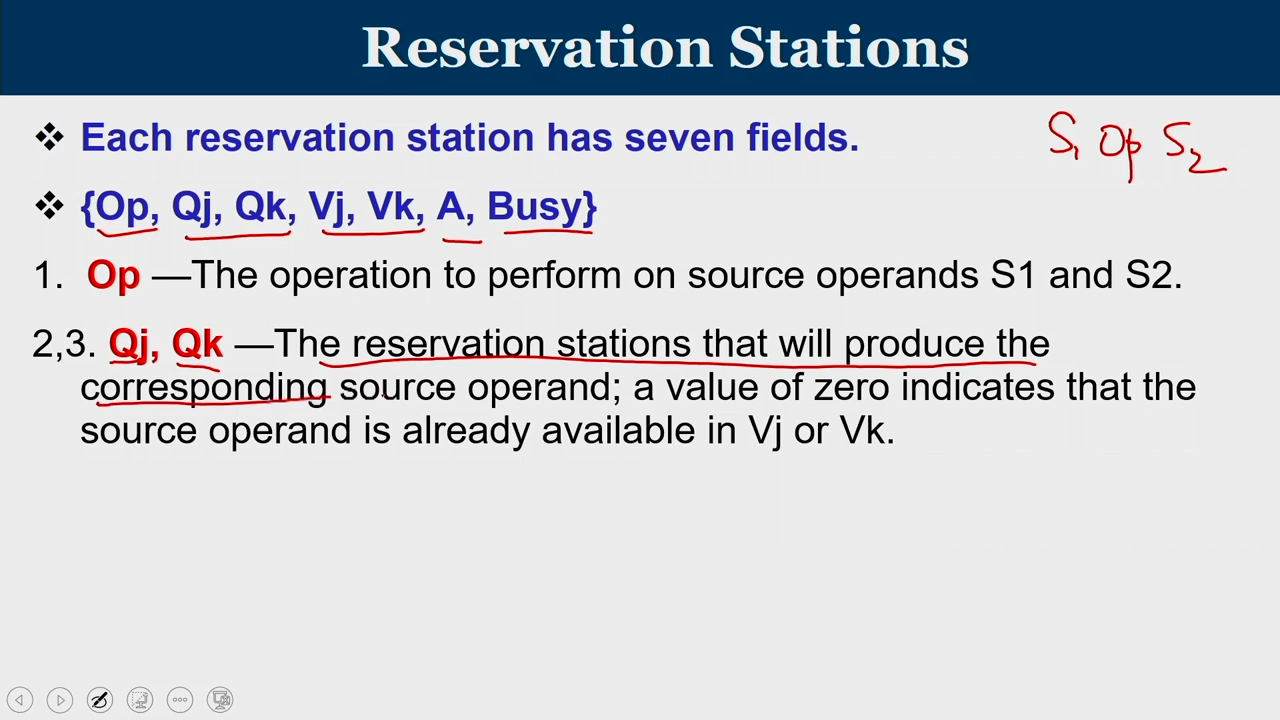 Reservation Stations
❖ Each reservation station has seven fields.
S1 Op S2
❖ {Op, Qj, Qk, Vj, Vk, A, Busy}
1. Op —The operation to perform on source operands S1 and S2.
2,3. Qj, Qk —The reservation stations that will produce the
corresponding source operand; a value of zero indicates that the
source operand is already available in Vj or Vk.